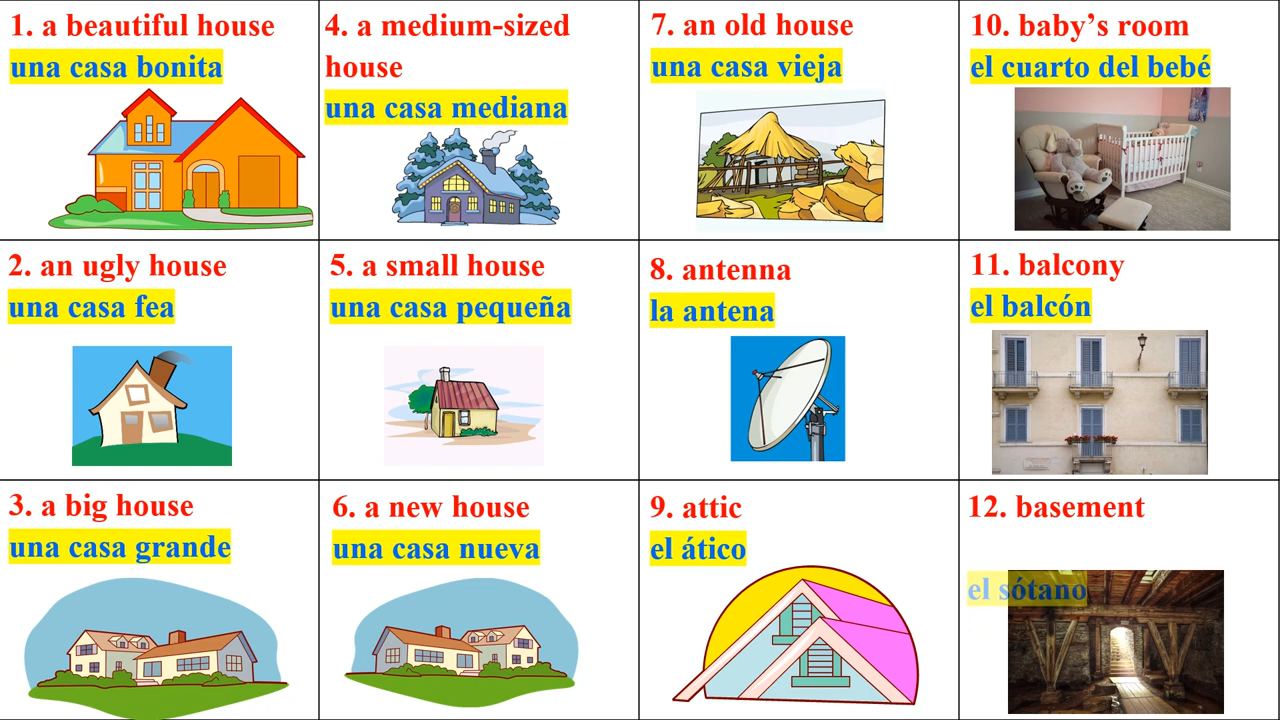 1. a beautiful house
una casa bonita
2. an ugly house
una casa fea
3. a big house
una casa grande
4. a medium-sized
house
una casa mediana
5. a small house
una casa pequeña
6. a new house
una casa nueva
7. an old house
una casa vieja
8. antenna
la antena
9. attic
el ático
10. baby’s room
el cuarto del bebé
11. balcony
el balcón
12. basement
el sótano